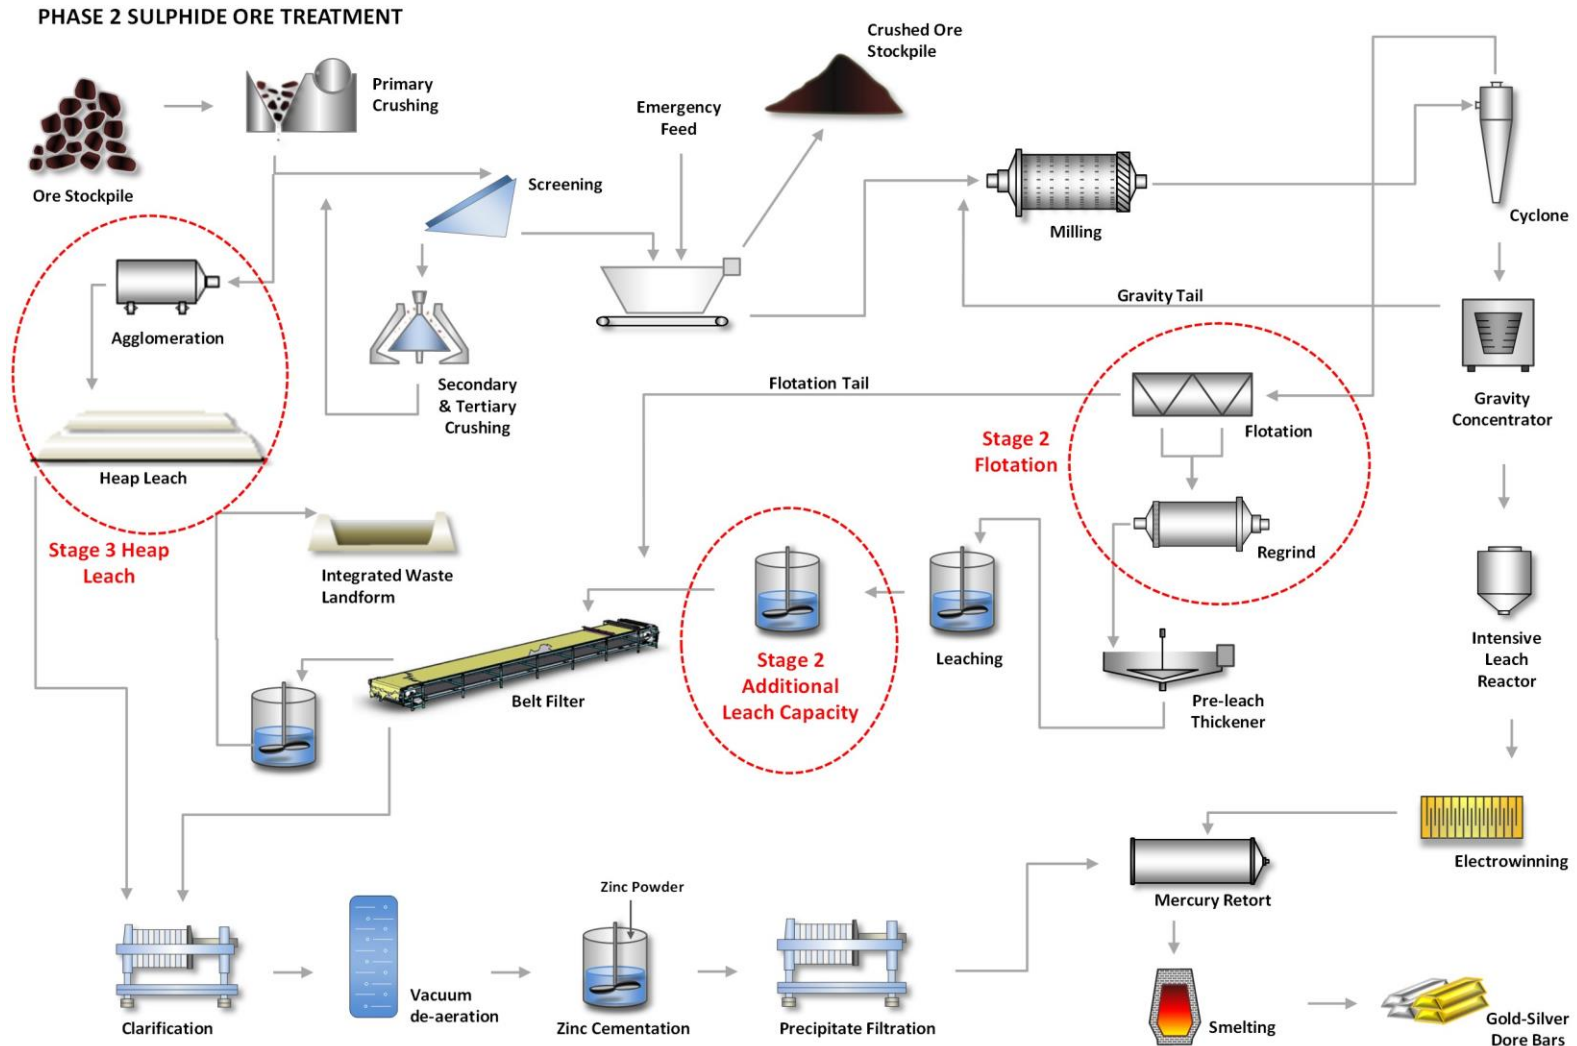 PHASE 2 SULPHIDE ORE TREATMENT
Crushed Ore
Stockpile
Primary
Crushing
Emergency
Feed
Ore Stockpile
Screening
Milling
Cyclone
Gravity Tail
Agglomeration
Secondary
& Tertiary
Crushing
Flotation Tail
Gravity
Concentrator
Stage 2
Flotation
Flotation
Heap Leach
Stage 3 Heap
Leach
Integrated Waste
Landform
Regrind
Intensive
Leach
Reactor
Leaching
Stage 2
Additional
Leach Capacity
Belt Filter
Pre-leach
Thickener
Electrowinning
Mercury Retort
Zinc Powder
Clarification
Vacuum
de-aeration
Zinc Cementation
Precipitate Filtration
Smelting
Gold-Silver
Dore Bars